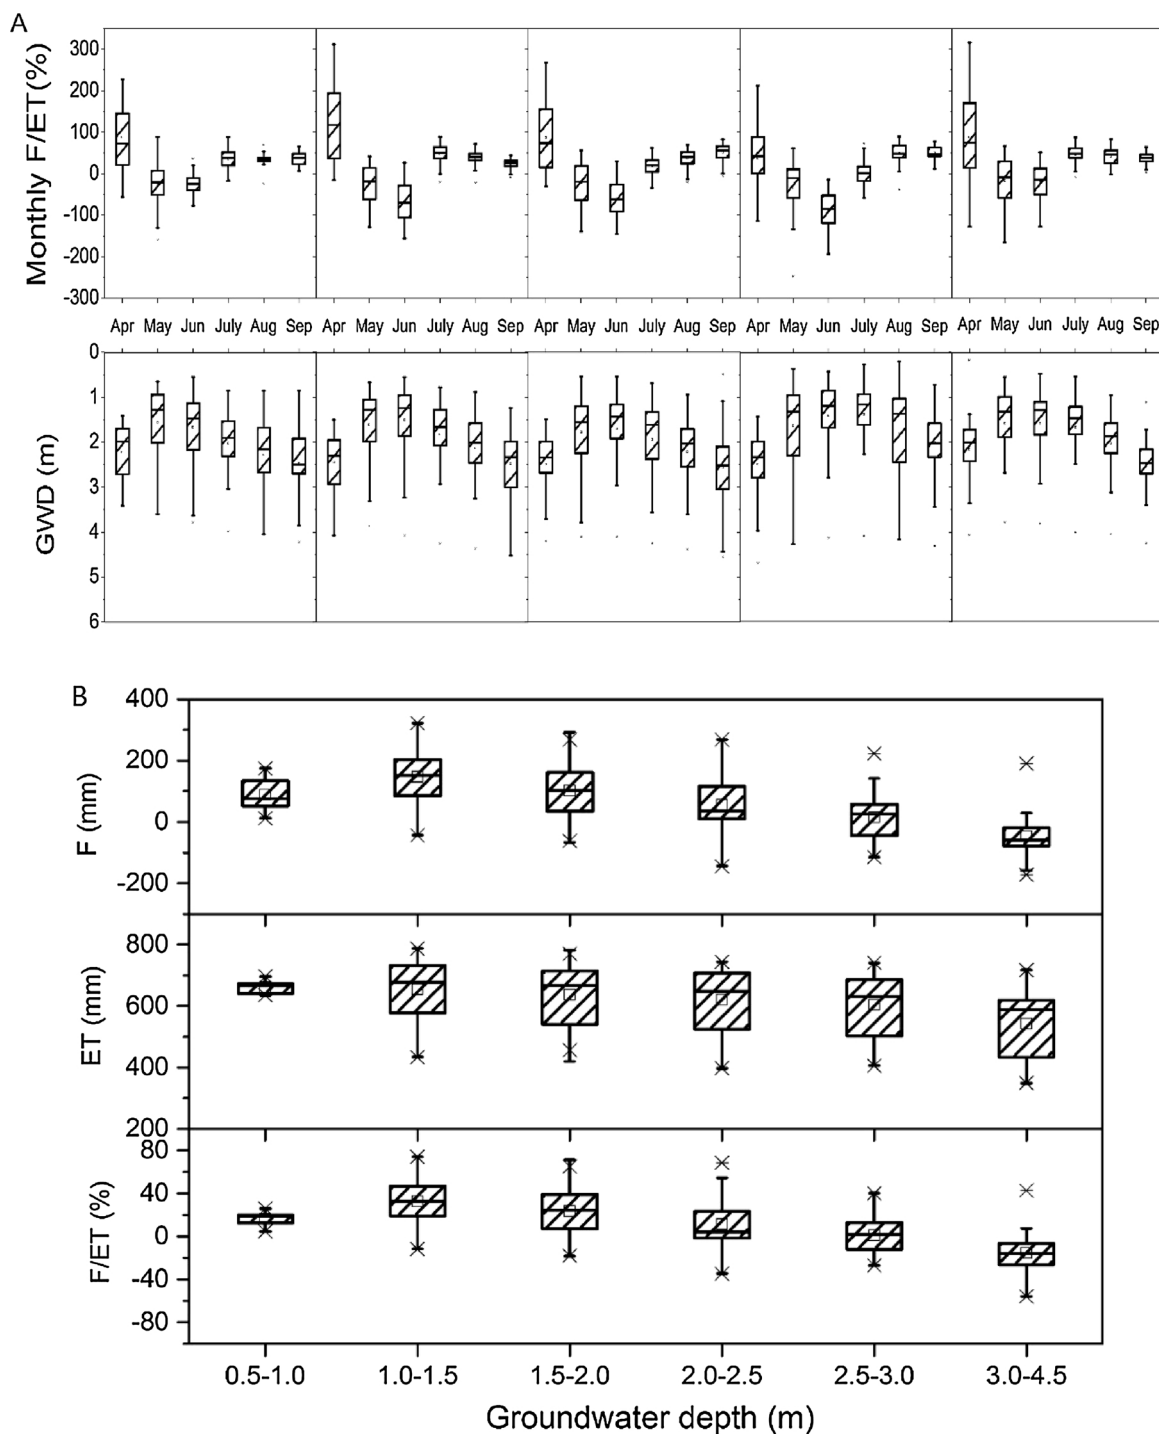 A
Monthly F/ET(%)
300
200
100
0
-100
-200
-300
Apr May Jun July Aug Sep Apr May Jun July Aug Sep Apr May Jun July Aug Sep Apr May Jun July Aug Sep Apr May Jun July Aug Sep
GWD (m)
0
1
2
3
4
5
6
B
F (mm)
400
200
0
-200
ET (mm)
800
600
400
200
F/ET (%)
80
40
0
-40
-80
0.5-1.0 1.0-1.5 1.5-2.0 2.0-2.5 2.5-3.0 3.0-4.5
Groundwater depth (m)